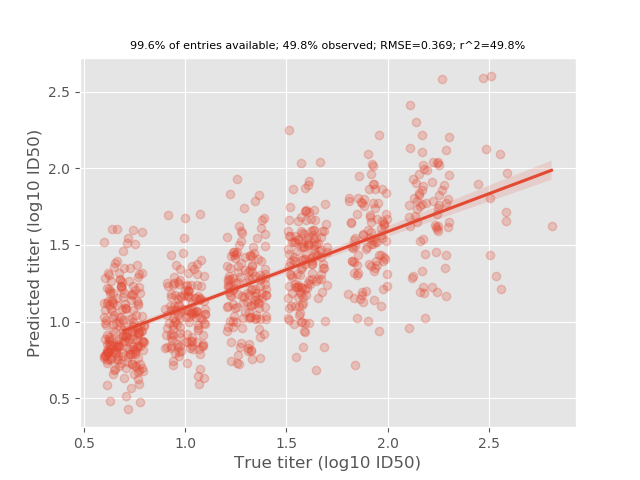 99.6% of entries available; 49.8% observed; RMSE=0.369; r^2=49.8%
Predicted titer (log10 ID50)
2.5
2.0
1.5
1.0
0.5
0.5 1.0 1.5 2.0 2.5
True titer (log10 ID50)